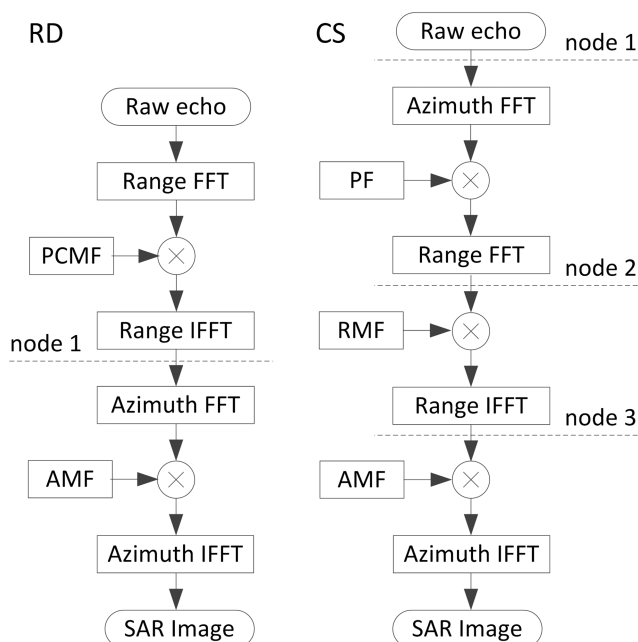 RD
Raw echo
Range FFT
PCMF
Range IFFT
node 1
Azimuth FFT
AMF
Azimuth IFFT
SAR Image
CS
Raw echo
node 1
Azimuth FFT
PF
Range FFT
node 2
RMF
Range IFFT
node 3
AMF
Azimuth IFFT
SAR Image